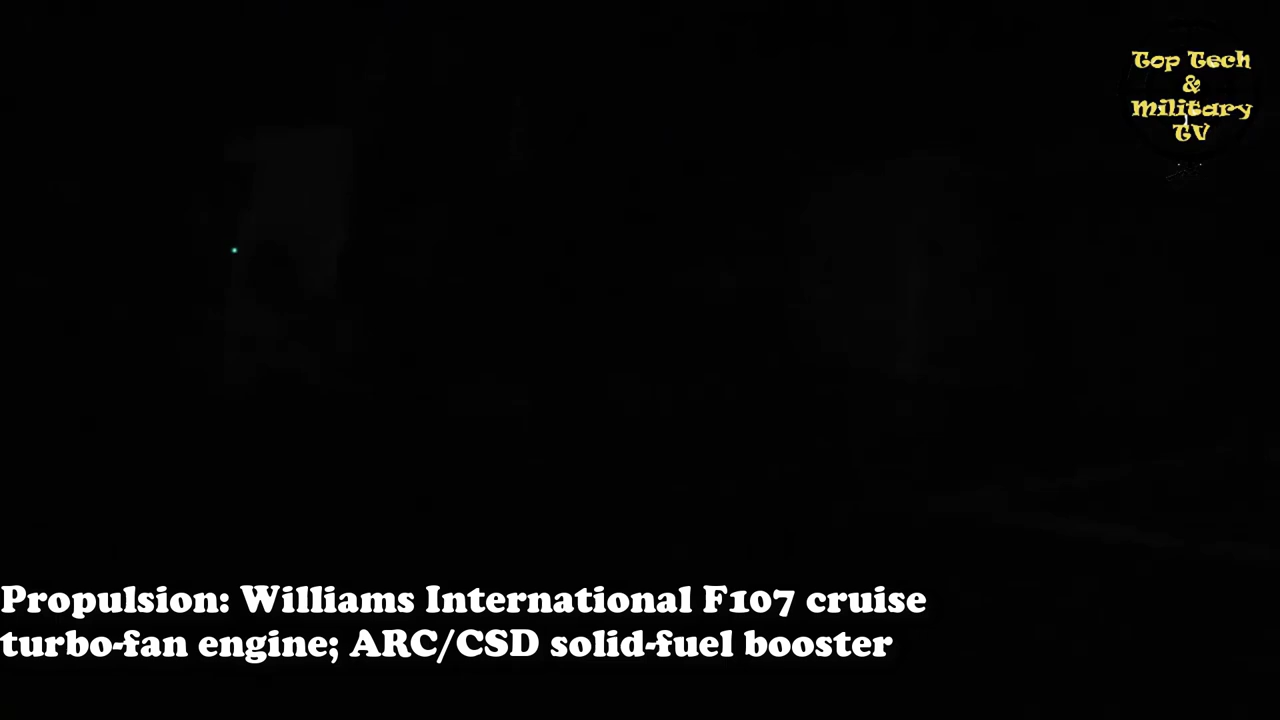 Top Tech
&
Military
TV
Propulsion: Williams International F107 cruise
turbo-fan engine; ARC/CSD solid-fuel booster